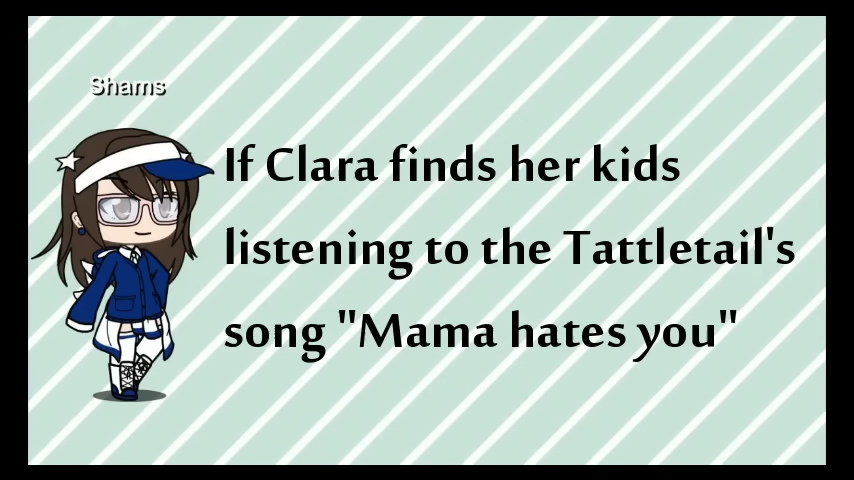 Shams
If Clara finds her kids
listening to the Tattletail's
song "Mama hates you"